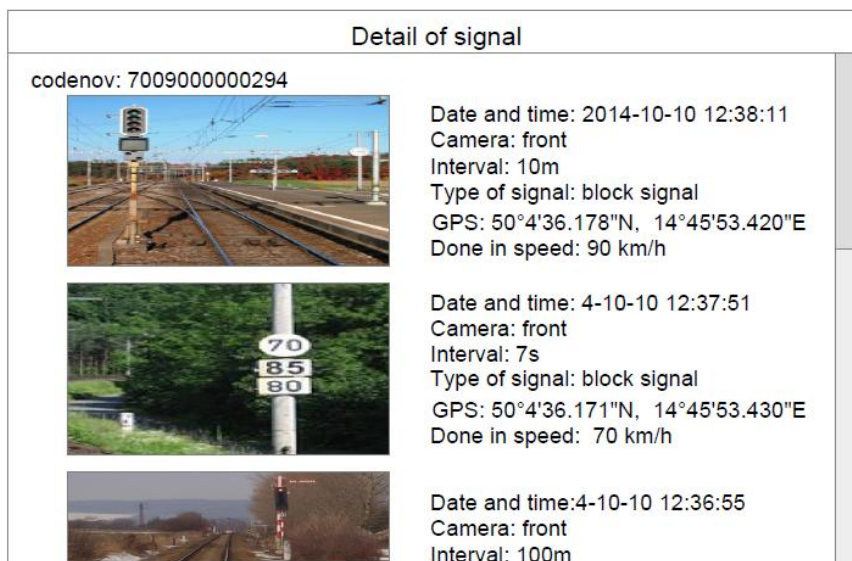 Detail of signal
codenov: 7009000000294
Date and time: 2014-10-10 12:38:11
Camera: front
Interval: 10m
Type of signal: block signal
GPS: 50°4'36.178"N, 14°45'53.420"E
Done in speed: 90 km/h
70
85
80
Date and time: 4-10-10 12:37:51
Camera: front
Interval: 7s
Type of signal: block signal
GPS: 50°4'36.171"N, 14°45'53.430"E
Done in speed: 70 km/h
Date and time:4-10-10 12:36:55
Camera: front
Interval: 100m